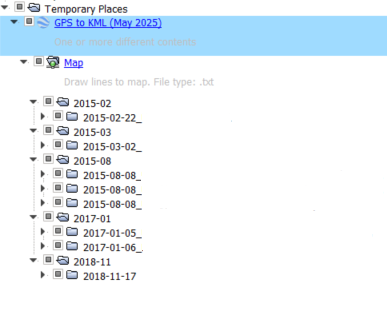 Temporary Places
GPS to KML (May 2025)
One or more different contents
Map
Draw lines to map. File type: .txt
2015-02
2015-02-22_
2015-03
2015-03-02_
2015-08
2015-08-08_
2015-08-08_
2015-08-08_
2017-01
2017-01-05_
2017-01-06_
2018-11
2018-11-17